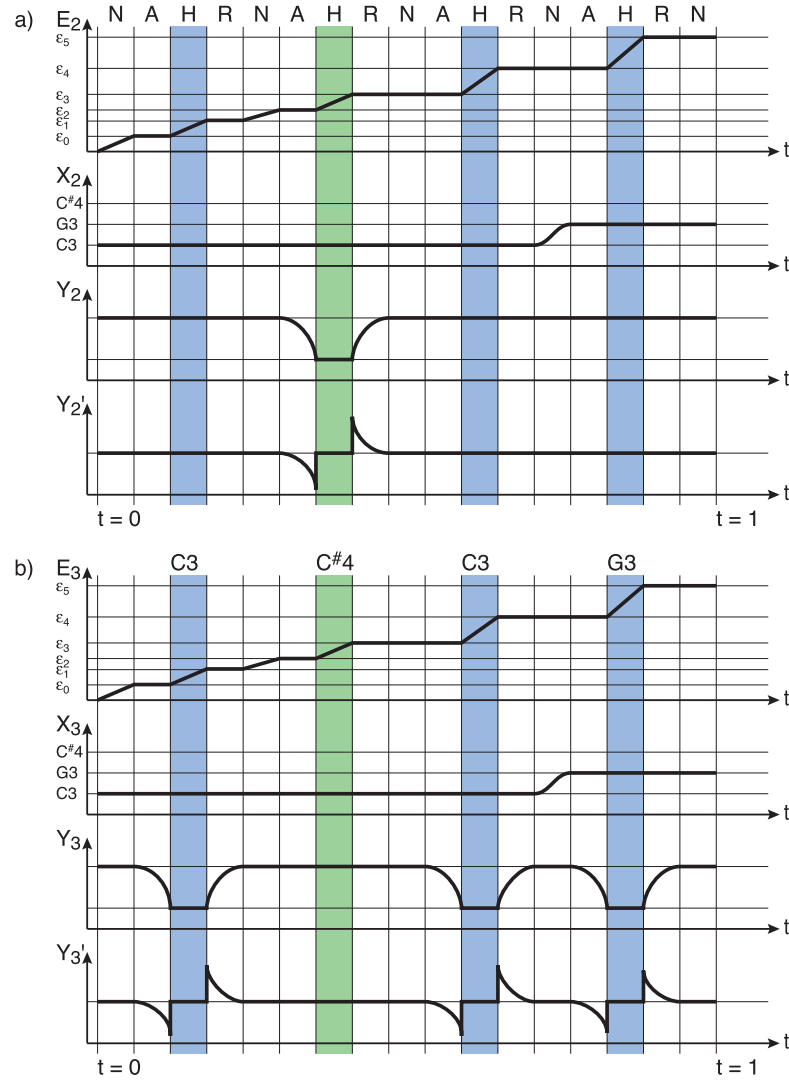 a) E₂ N A H R N A H R N A H R N A H R N
ε₅
ε₄
ε₃
ε₂
ε₁
ε₀
t
X₂
C#4
G3
C3
t
Y₂
t
Y₂'
t
t = 0 t = 1
b) E₃ C3 C#4 C3 G3
ε₅
ε₄
ε₃
ε₂
ε₁
ε₀
t
X₃
C#4
G3
C3
t
Y₃
t
Y₃'
t
t = 0 t = 1